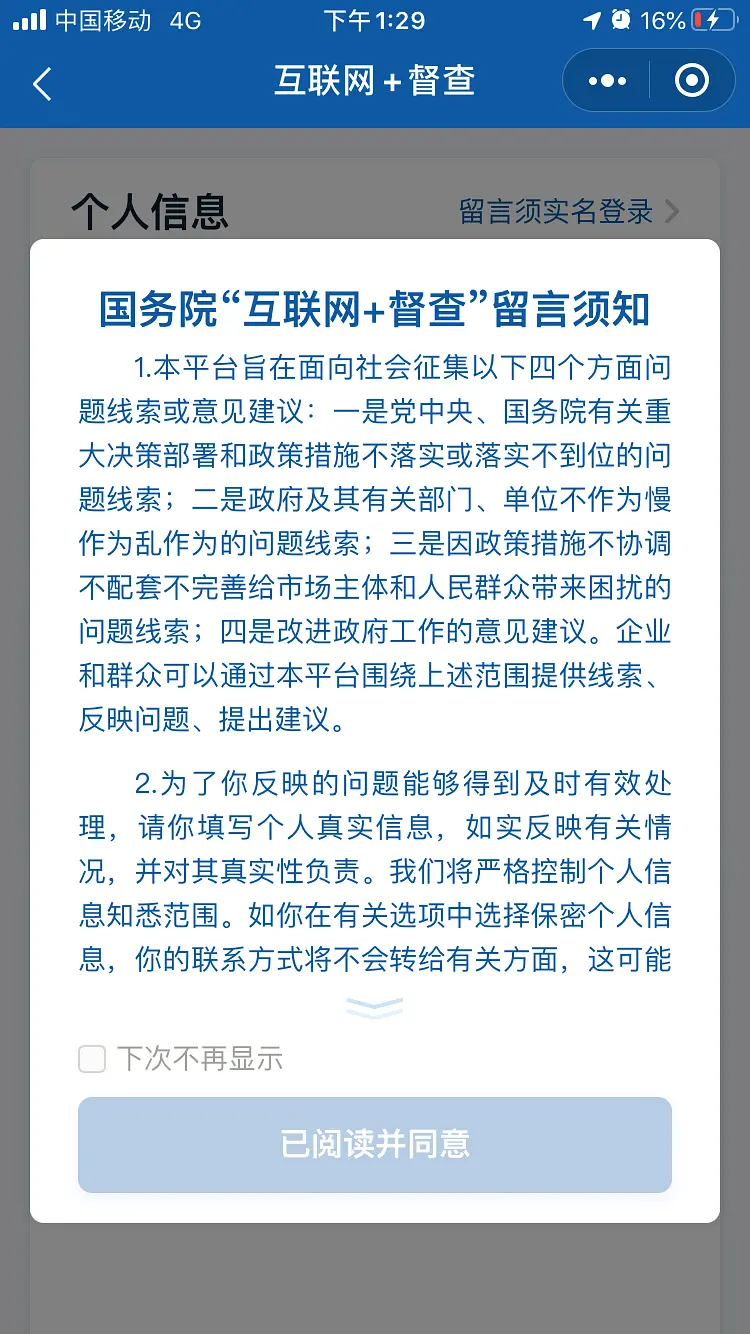 中国移动 4G 下午1:29 16%
互联网+督查
个人信息 留言须实名登录
国务院“互联网+督查”留言须知
1.本平台旨在面向社会征集以下四个方面问
题线索或意见建议：一是党中央、国务院有关重
大决策部署和政策措施不落实或落实不到位的问
题线索；二是政府及其有关部门、单位不作为慢
作为乱作为的问题线索；三是因政策措施不协调
不配套不完善给市场主体和人民群众带来困扰的
问题线索；四是改进政府工作的意见建议。企业
和群众可以通过本平台围绕上述范围提供线索、
反映问题、提出建议。
2.为了你反映的问题能够得到及时有效处
理，请你填写个人真实信息，如实反映有关情
况，并对其真实性负责。我们将严格控制个人信
息知悉范围。如你在有关选项中选择保密个人信
息，你的联系方式将不会转给有关方面，这可能
下次不再显示
已阅读并同意